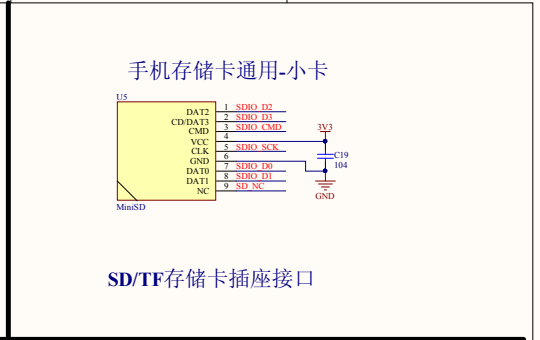 手机存储卡通用-小卡
U5
DAT2 1 SDIO_D2
CD/DAT3 2 SDIO_D3
CMD 3 SDIO_CMD
VCC 4
3V3
CLK 5 SDIO_SCK
GND 6
C19
104
DAT0 7 SDIO_D0
DAT1 8 SDIO_D1
NC 9 SD_NC
GND
MiniSD
SD/TF存储卡插座接口